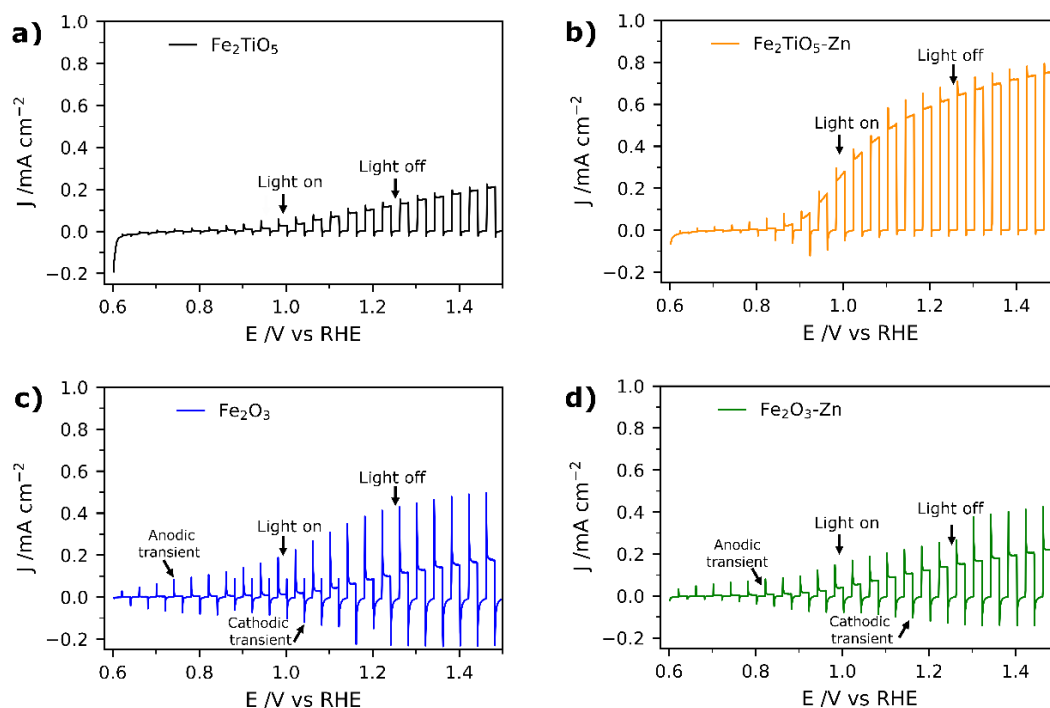 a)
Fe₂TiO₅
1.0
0.8
0.6
0.4
0.2
0.0
−0.2
J /mA cm⁻²
Light on
Light off
0.6
0.8
1.0
1.2
1.4
E /V vs RHE
b)
Fe₂TiO₅-Zn
1.0
0.8
0.6
0.4
0.2
0.0
−0.2
J /mA cm⁻²
Light on
Light off
0.6
0.8
1.0
1.2
1.4
E /V vs RHE
c)
Fe₂O₃
1.0
0.8
0.6
0.4
0.2
0.0
−0.2
J /mA cm⁻²
Anodic
transient
Light on
Light off
Cathodic
transient
0.6
0.8
1.0
1.2
1.4
E /V vs RHE
d)
Fe₂O₃-Zn
1.0
0.8
0.6
0.4
0.2
0.0
−0.2
J /mA cm⁻²
Anodic
transient
Light on
Light off
Cathodic
transient
0.6
0.8
1.0
1.2
1.4
E /V vs RHE